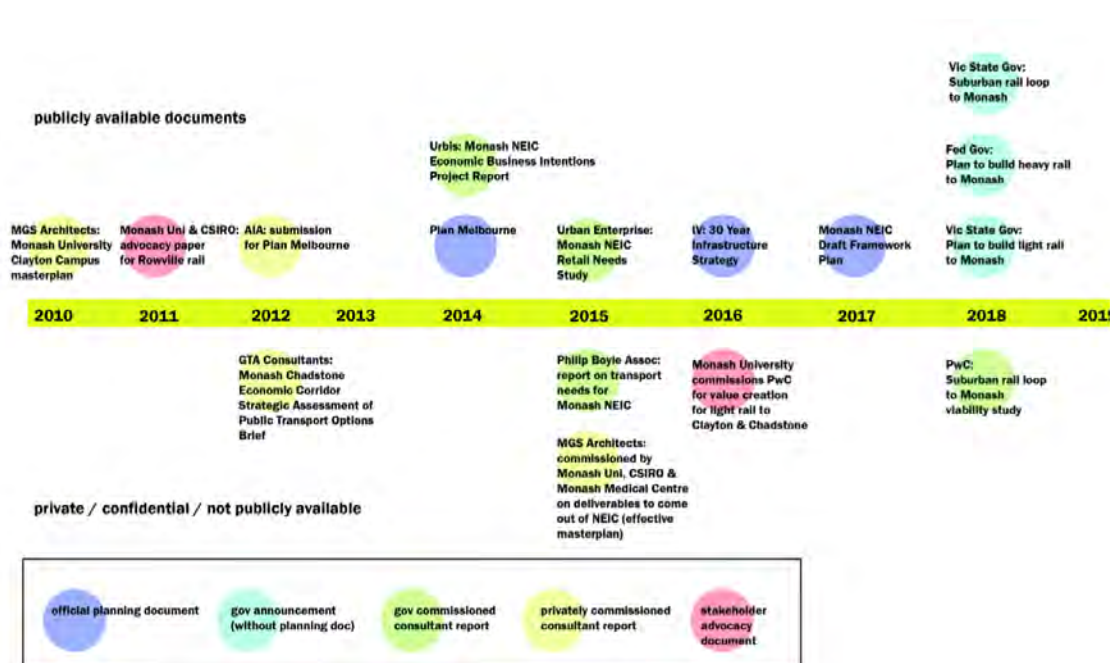 Vic State Gov:
Suburban rail loop
to Monash
publicly available documents
Urbis: Monash NEIC
Economic Business Intentions
Project Report
Fed Gov:
Plan to build heavy rail
to Monash
MGS Architects:
Monash University
Clayton Campus
masterplan
Monash Uni & CSIRO:
advocacy paper
for Rowville rail
AIA: submission
for Plan Melbourne
Plan Melbourne
Urban Enterprise:
Monash NEIC
Retail Needs
Study
IV: 30 Year
Infrastructure
Strategy
Monash NEIC
Draft Framework
Plan
Vic State Gov:
Plan to build light rail
to Monash
2010 2011 2012 2013 2014 2015 2016 2017 2018 2019
GTA Consultants:
Monash Chadstone
Economic Corridor
Strategic Assessment of
Public Transport Options
Brief
Philip Boyle Assoc:
report on transport
needs for
Monash NEIC
Monash University
commissions PwC
for value creation
for light rail to
Clayton & Chadstone
PwC:
Suburban rail loop
to Monash
viability study
MGS Architects:
commissioned by
Monash Uni, CSIRO &
Monash Medical Centre
on deliverables to come
out of NEIC (effective
masterplan)
private / confidential / not publicly available
official planning document
gov announcement
(without planning doc)
gov commissioned
consultant report
privately commissioned
consultant report
stakeholder
advocacy
document